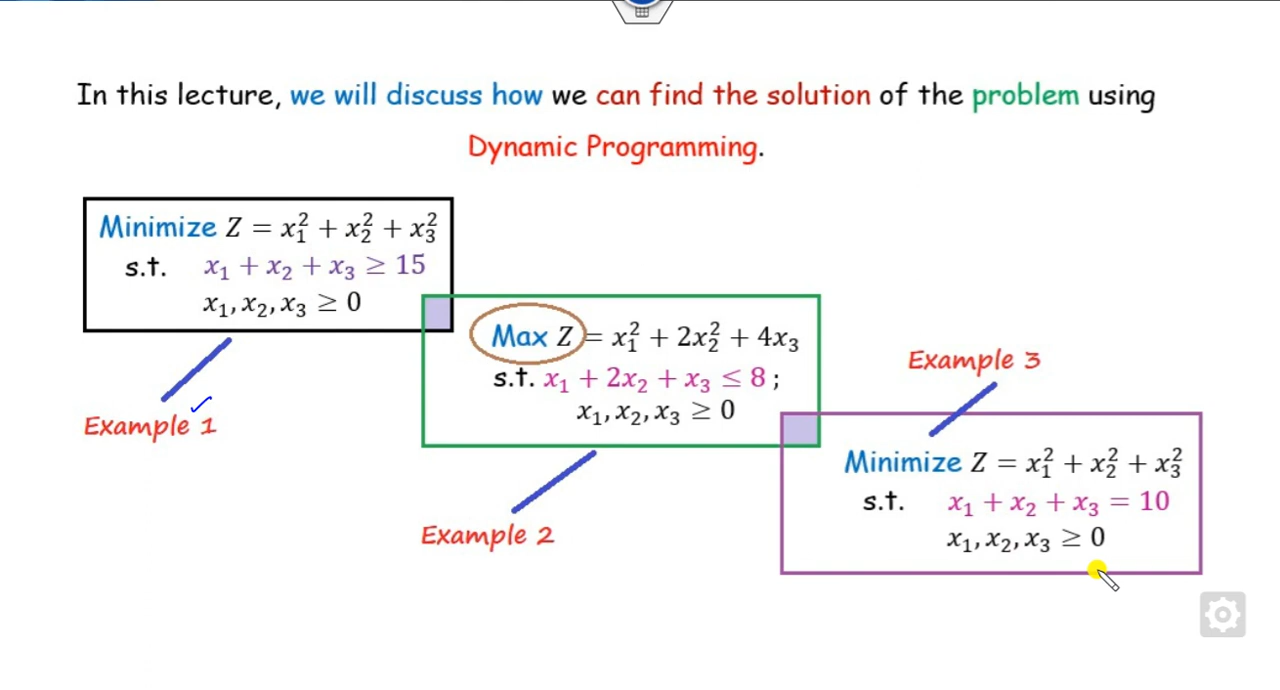 In this lecture, we will discuss how we can find the solution of the problem using
Dynamic Programming.
Minimize Z = x₁² + x₂² + x₃²
s.t. x₁ + x₂ + x₃ ≥ 15
x₁, x₂, x₃ ≥ 0
Example 1
Max Z = x₁² + 2x₂² + 4x₃
s.t. x₁ + 2x₂ + x₃ ≤ 8 ;
x₁, x₂, x₃ ≥ 0
Example 2
Example 3
Minimize Z = x₁² + x₂² + x₃²
s.t. x₁ + x₂ + x₃ = 10
x₁, x₂, x₃ ≥ 0